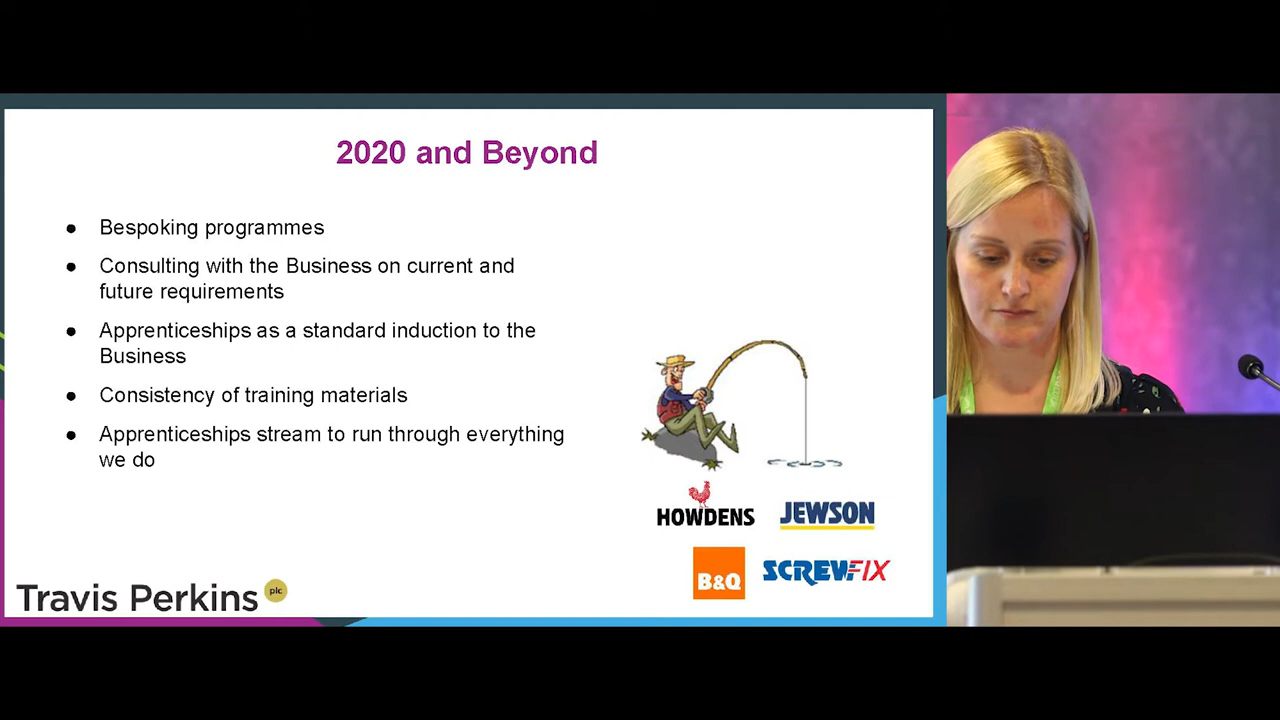 2020 and Beyond
● Bespoking programmes
● Consulting with the Business on current and
future requirements
● Apprenticeships as a standard induction to the
Business
● Consistency of training materials
● Apprenticeships stream to run through everything
we do
HOWDENS
JEWSON
B&Q
SCREWFIX
Travis Perkins plc